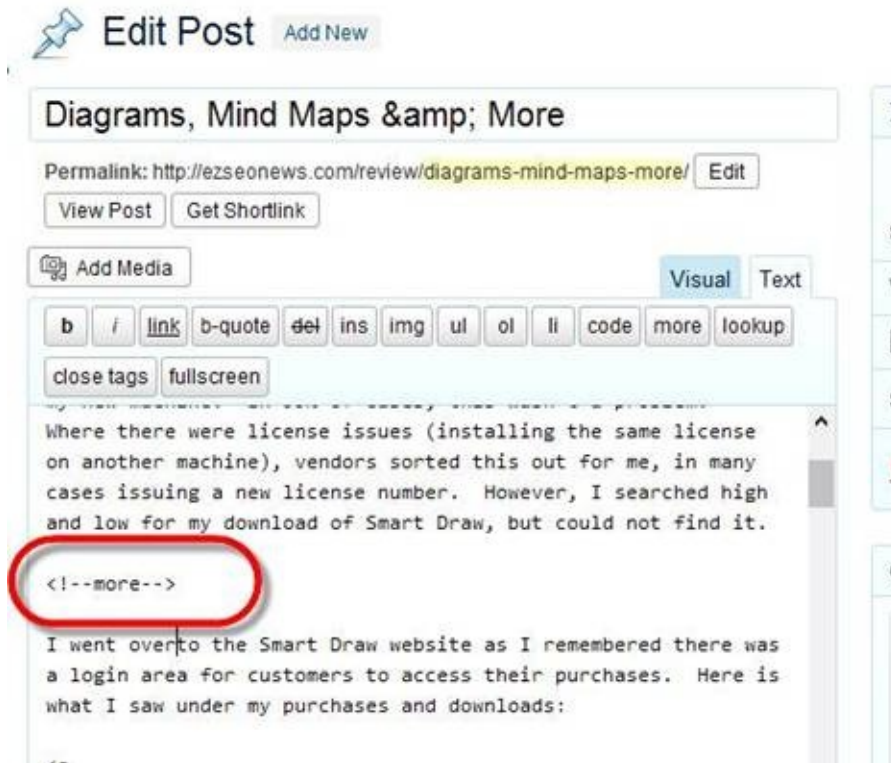 Edit Post Add New
Diagrams, Mind Maps &amp; More
Permalink: http://ezseonews.com/review/diagrams-mind-maps-more/ Edit
View Post Get Shortlink
Add Media
Visual Text
b i link b-quote del ins img ul ol li code more lookup
close tags fullscreen
Where there were license issues (installing the same license
on another machine), vendors sorted this out for me, in many
cases issuing a new license number.  However, I searched high
and low for my download of Smart Draw, but could not find it.
<!--more-->
I went over to the Smart Draw website as I remembered there was
a login area for customers to access their purchases.  Here is
what I saw under my purchases and downloads: